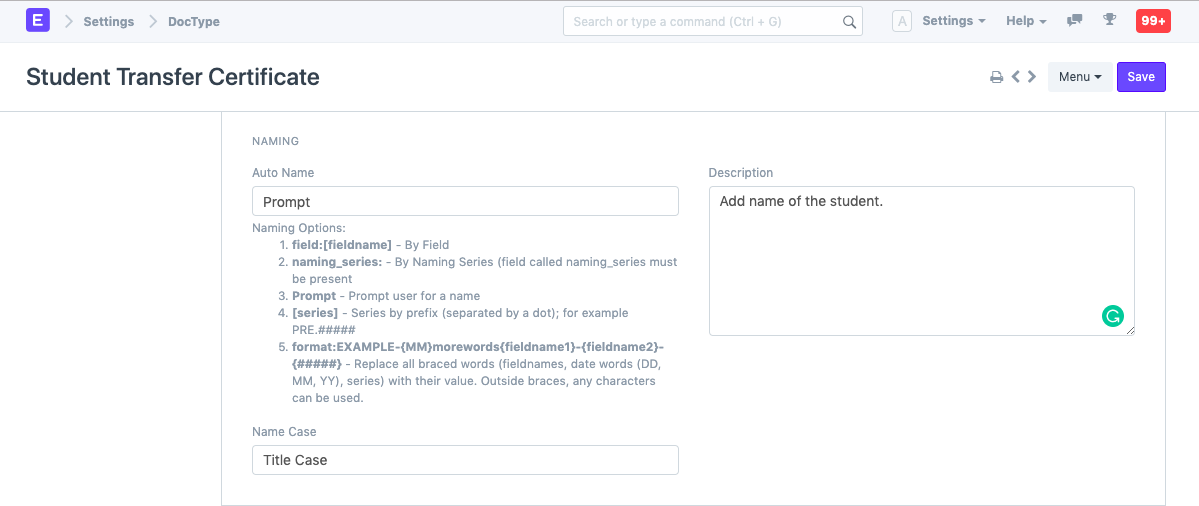 E Settings DocType Search or type a command (Ctrl + G) A Settings Help 99+
Student Transfer Certificate Menu Save
NAMING
Auto Name
Prompt
Naming Options:
1. field:[fieldname] - By Field
2. naming_series: - By Naming Series (field called naming_series must
be present
3. Prompt - Prompt user for a name
4. [series] - Series by prefix (separated by a dot); for example
PRE.#####
5. format:EXAMPLE-{MM}morewords{fieldname1}-{fieldname2}-
{#####} - Replace all braced words (fieldnames, date words (DD,
MM, YY), series) with their value. Outside braces, any characters
can be used.
Name Case
Title Case
Description
Add name of the student.